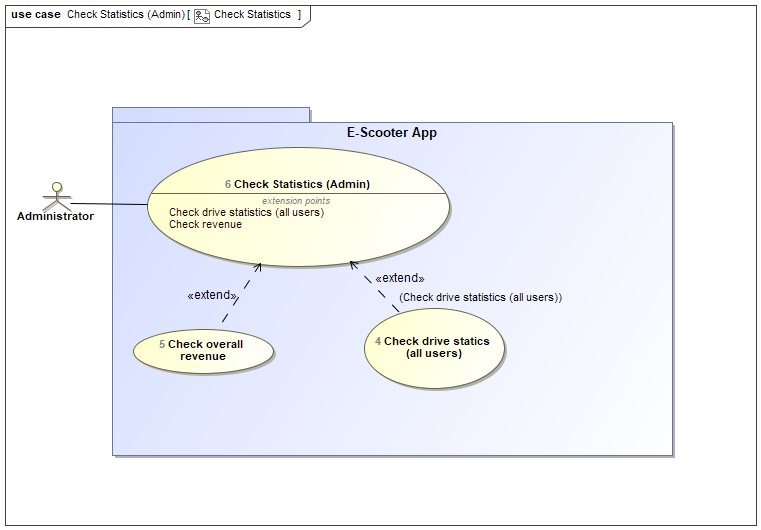 use case Check Statistics (Admin) [ Check Statistics ]
E-Scooter App
6 Check Statistics (Admin)
extension points
Check drive statistics (all users)
Check revenue
Administrator
«extend»
(Check drive statistics (all users))
«extend»
5 Check overall
revenue
4 Check drive statics
(all users)